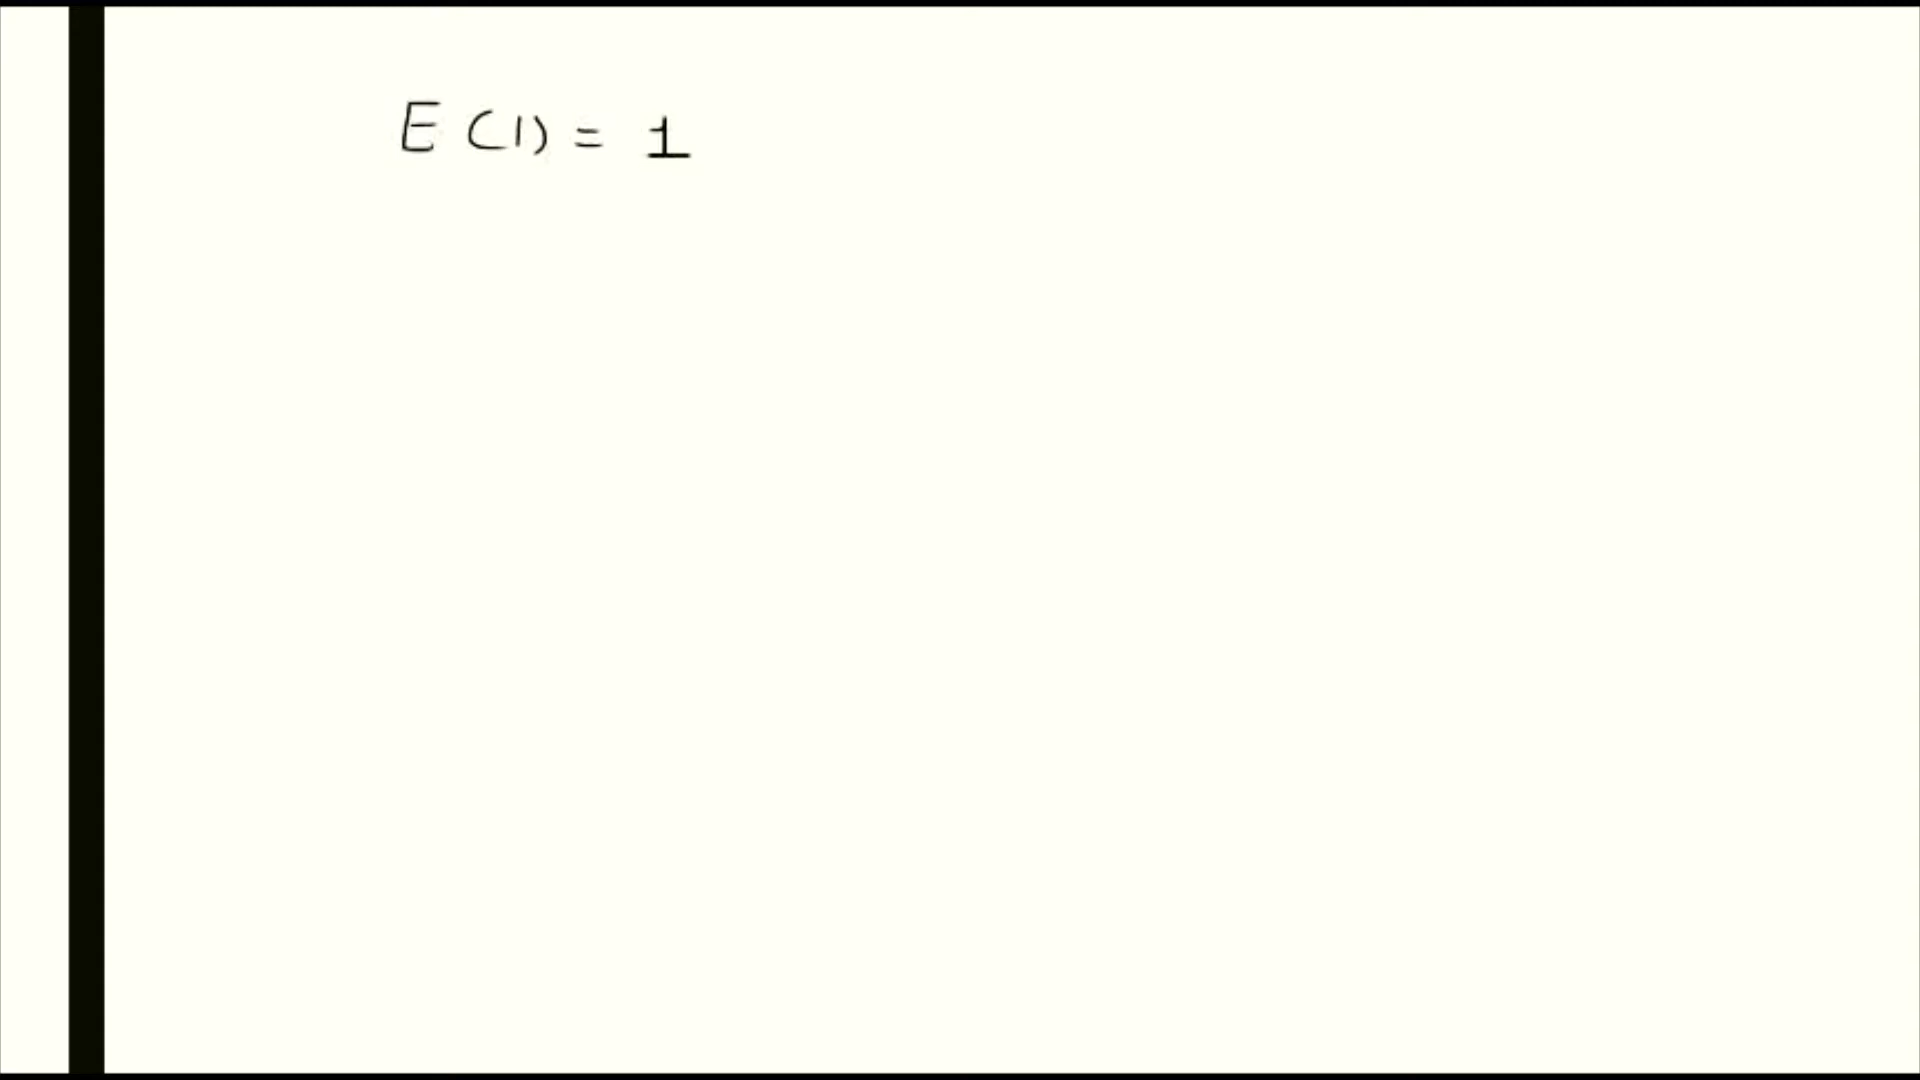 E (1) = 1